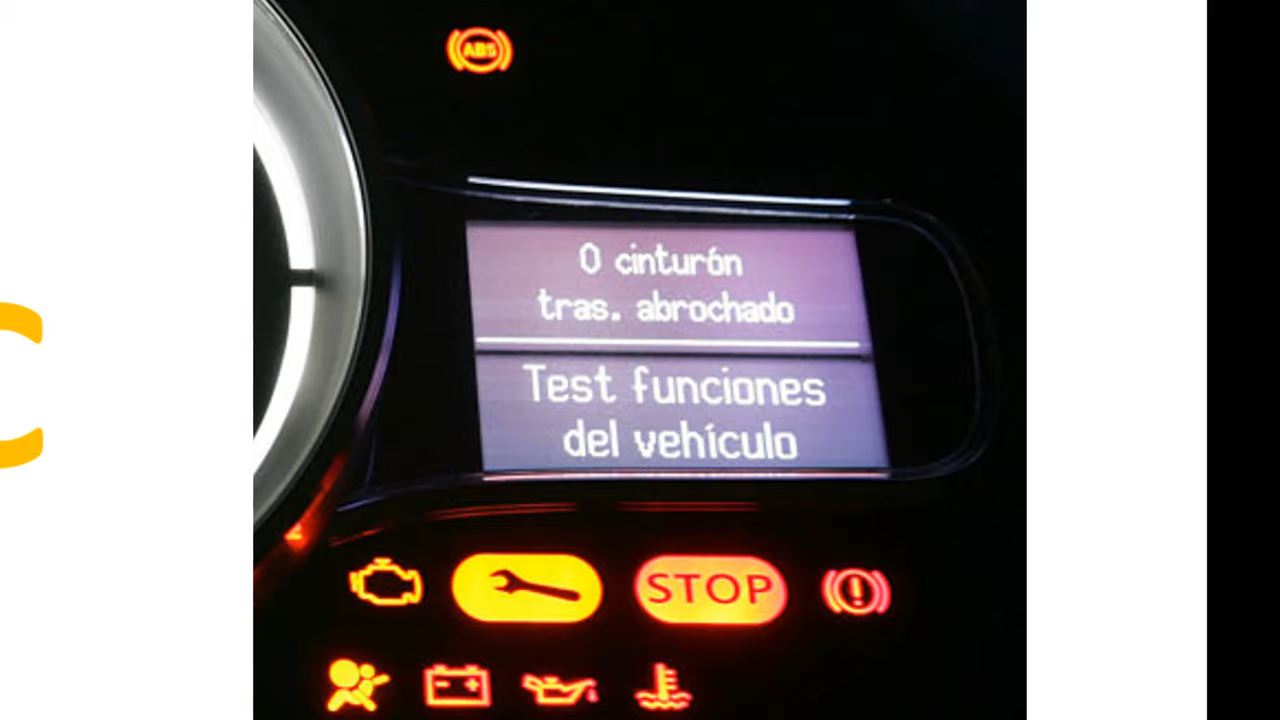 ABS
0 cinturón
tras. abrochado
Test funciones
del vehículo
STOP